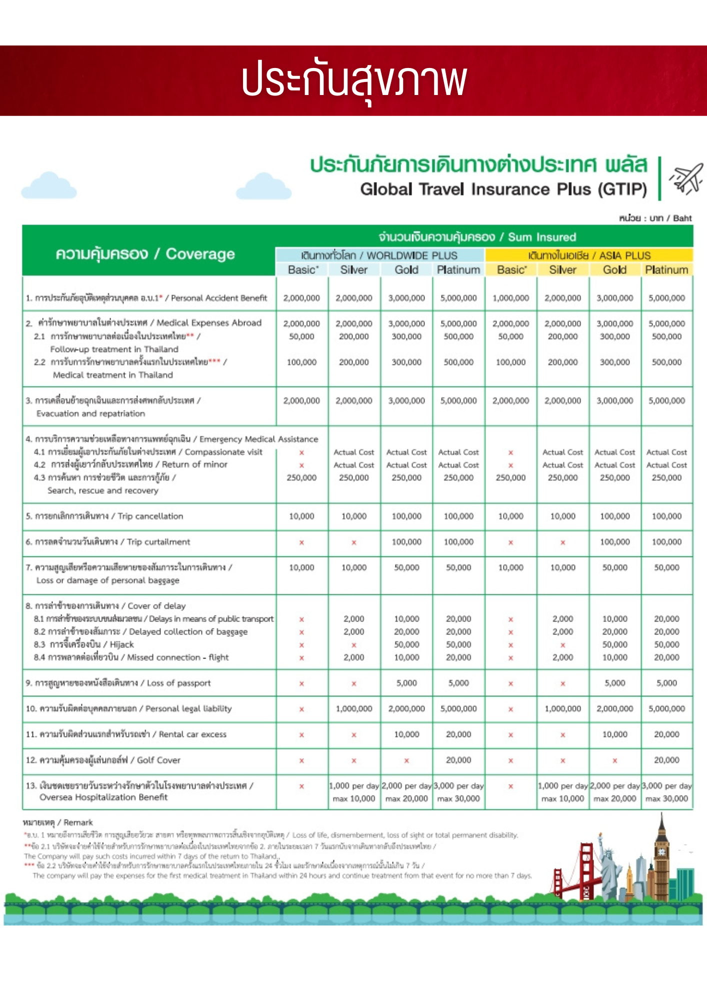 ประกันสุขภาพ
ประกันภัยการเดินทางต่างประเทศ พลัส
Global Travel Insurance Plus (GTIP)
หน่วย : บาท / Baht
ความคุ้มครอง / Coverage
จำนวนเงินความคุ้มครอง / Sum Insured
เดินทางทั่วโลก / WORLDWIDE PLUS เดินทางในเอเชีย / ASIA PLUS
Basic* Silver Gold Platinum Basic* Silver Gold Platinum
1. การประกันภัยอุบัติเหตุส่วนบุคคล อ.บ.1* / Personal Accident Benefit 2,000,000 2,000,000 3,000,000 5,000,000 1,000,000 2,000,000 3,000,000 5,000,000
2. ค่ารักษาพยาบาลในต่างประเทศ / Medical Expenses Abroad 2,000,000 2,000,000 3,000,000 5,000,000 2,000,000 2,000,000 3,000,000 5,000,000
2.1 การรักษาพยาบาลต่อเนื่องในประเทศไทย** / 50,000 200,000 300,000 500,000 50,000 200,000 300,000 500,000
Follow-up treatment in Thailand
2.2 การรับการรักษาพยาบาลครั้งแรกในประเทศไทย*** / 100,000 200,000 300,000 500,000 100,000 200,000 300,000 500,000
Medical treatment in Thailand
3. การเคลื่อนย้ายฉุกเฉินและการส่งศพกลับประเทศ / 2,000,000 2,000,000 3,000,000 5,000,000 2,000,000 2,000,000 3,000,000 5,000,000
Evacuation and repatriation
4. การบริการความช่วยเหลือทางการแพทย์ฉุกเฉิน / Emergency Medical Assistance
4.1 การเยี่ยมผู้เอาประกันภัยในต่างประเทศ / Compassionate visit x Actual Cost Actual Cost Actual Cost x Actual Cost Actual Cost Actual Cost
4.2 การส่งผู้เยาว์กลับประเทศไทย / Return of minor x Actual Cost Actual Cost Actual Cost x Actual Cost Actual Cost Actual Cost
4.3 การค้นหา การช่วยชีวิต และการกู้ภัย / 250,000 250,000 250,000 250,000 250,000 250,000 250,000 250,000
Search, rescue and recovery
5. การยกเลิกการเดินทาง / Trip cancellation 10,000 10,000 100,000 100,000 10,000 10,000 100,000 100,000
6. การลดจำนวนวันเดินทาง / Trip curtailment x x 100,000 100,000 x x 100,000 100,000
7. ความสูญเสียหรือความเสียหายของสัมภาระในการเดินทาง / 10,000 10,000 50,000 50,000 10,000 10,000 50,000 50,000
Loss or damage of personal baggage
8. การล่าช้าของการเดินทาง / Cover of delay
8.1 การล่าช้าของระบบขนส่งมวลชน / Delays in means of public transport x 2,000 10,000 20,000 x 2,000 10,000 20,000
8.2 การล่าช้าของสัมภาระ / Delayed collection of baggage x 2,000 20,000 20,000 x 2,000 20,000 20,000
8.3 การจี้เครื่องบิน / Hijack x x 50,000 50,000 x x 50,000 50,000
8.4 การพลาดต่อเที่ยวบิน / Missed connection - flight x 2,000 10,000 20,000 x 2,000 10,000 20,000
9. การสูญหายของหนังสือเดินทาง / Loss of passport x x 5,000 5,000 x x 5,000 5,000
10. ความรับผิดต่อบุคคลภายนอก / Personal legal liability x 1,000,000 2,000,000 5,000,000 x 1,000,000 2,000,000 5,000,000
11. ความรับผิดส่วนแรกสำหรับรถเช่า / Rental car excess x x 10,000 20,000 x x 10,000 20,000
12. ความคุ้มครองผู้เล่นกอล์ฟ / Golf Cover x x x 20,000 x x x 20,000
13. เงินชดเชยรายวันระหว่างรักษาตัวในโรงพยาบาลต่างประเทศ / x 1,000 per day 2,000 per day 3,000 per day x 1,000 per day 2,000 per day 3,000 per day
Oversea Hospitalization Benefit max 10,000 max 20,000 max 30,000 max 10,000 max 20,000 max 30,000
หมายเหตุ / Remark
*อ.บ. 1 หมายถึงการเสียชีวิต การสูญเสียอวัยวะ สายตา หรือทุพพลภาพถาวรสิ้นเชิงจากอุบัติเหตุ / Loss of life, dismemberment, loss of sight or total permanent disability.
**ข้อ 2.1 บริษัทจะจ่ายค่าใช้จ่ายสำหรับการรักษาพยาบาลต่อเนื่องในประเทศไทยจากข้อ 2. ภายในระยะเวลา 7 วันแรกนับจากเดินทางกลับถึงประเทศไทย /
The Company will pay such costs incurred within 7 days of the return to Thailand.,
*** ข้อ 2.2 บริษัทจะจ่ายค่าใช้จ่ายสำหรับการรักษาพยาบาลครั้งแรกในประเทศไทยภายใน 24 ชั่วโมง และรักษาต่อเนื่องจากเหตุการณ์นั้นไม่เกิน 7 วัน /
The company will pay the expenses for the first medical treatment in Thailand within 24 hours and continue treatment from that event for no more than 7 days.